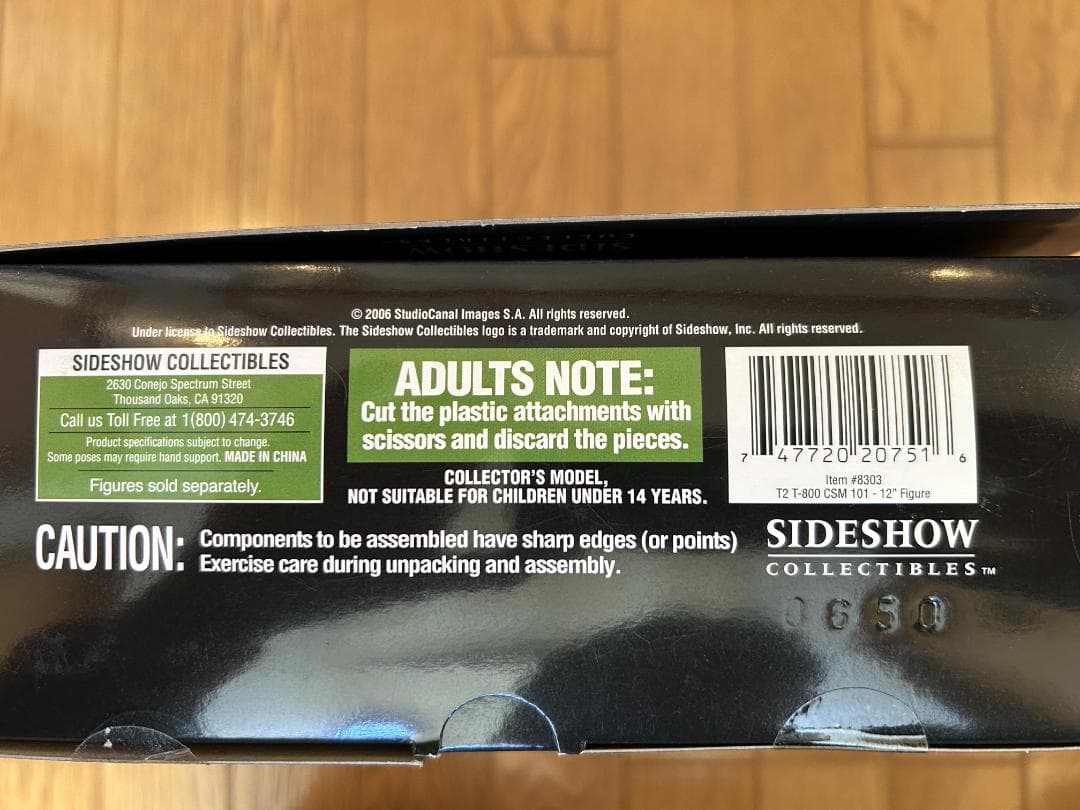 © 2006 StudioCanal Images S.A. All rights reserved.
Under license to Sideshow Collectibles. The Sideshow Collectibles logo is a trademark and copyright of Sideshow, Inc. All rights reserved.
SIDESHOW COLLECTIBLES
2630 Conejo Spectrum Street
Thousand Oaks, CA 91320
Call us Toll Free at 1(800) 474-3746
Product specifications subject to change.
Some poses may require hand support. MADE IN CHINA
Figures sold separately.
ADULTS NOTE:
Cut the plastic attachments with
scissors and discard the pieces.
COLLECTOR'S MODEL,
NOT SUITABLE FOR CHILDREN UNDER 14 YEARS.
7 47720 20751 6
Item #8303
T2 T-800 CSM 101 - 12" Figure
CAUTION: Components to be assembled have sharp edges (or points)
Exercise care during unpacking and assembly.
SIDESHOW
COLLECTIBLES™
0650